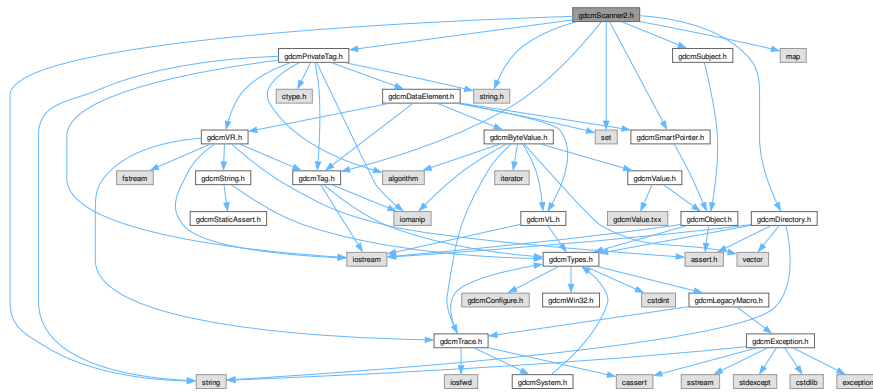 gdcmScanner2.h
gdcmPrivateTag.h
gdcmSubject.h
map
ctype.h
gdcmDataElement.h
string.h
gdcmVR.h
gdcmByteValue.h
set
gdcmSmartPointer.h
fstream
gdcmString.h
gdcmTag.h
algorithm
iterator
gdcmValue.h
gdcmStaticAssert.h
iomanip
gdcmVL.h
gdcmValue.txx
gdcmObject.h
gdcmDirectory.h
iostream
gdcmTypes.h
assert.h
vector
gdcmConfigure.h
gdcmWin32.h
cstdint
gdcmLegacyMacro.h
gdcmTrace.h
gdcmException.h
string
iosfwd
gdcmSystem.h
cassert
sstream
stdexcept
cstdlib
exception